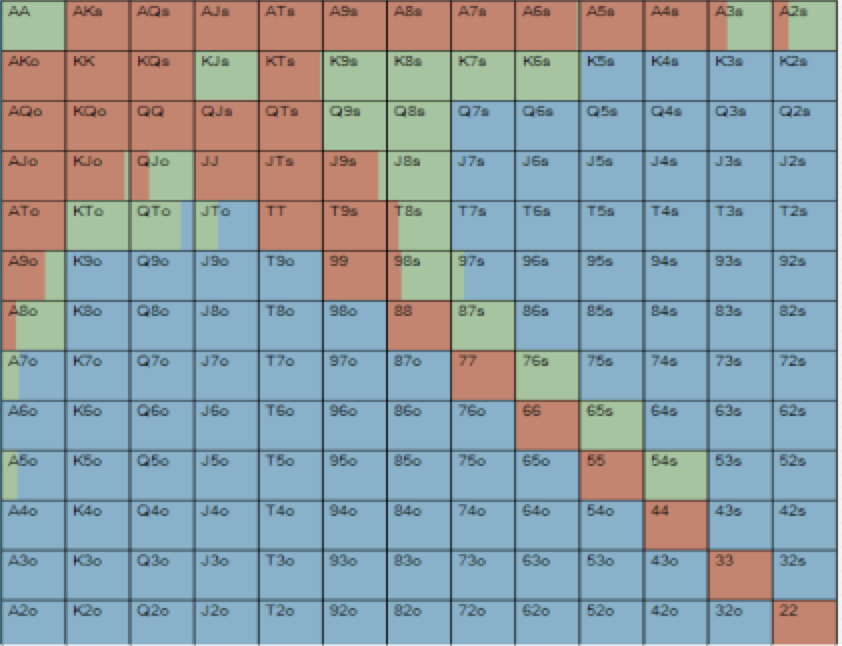 AA AKs AQs AJs ATs A9s A8s A7s A6s A5s A4s A3s A2s
AKo KK KQs KJs KTs K9s K8s K7s K6s K5s K4s K3s K2s
AQo KQo QQ QJs QTs Q9s Q8s Q7s Q6s Q5s Q4s Q3s Q2s
AJo KJo QJo JJ JTs J9s J8s J7s J6s J5s J4s J3s J2s
ATo KTo QTo JTo TT T9s T8s T7s T6s T5s T4s T3s T2s
A9o K9o Q9o J9o T9o 99 98s 97s 96s 95s 94s 93s 92s
A8o K8o Q8o J8o T8o 98o 88 87s 86s 85s 84s 83s 82s
A7o K7o Q7o J7o T7o 97o 87o 77 76s 75s 74s 73s 72s
A6o K6o Q6o J6o T6o 96o 86o 76o 66 65s 64s 63s 62s
A5o K5o Q5o J5o T5o 95o 85o 75o 65o 55 54s 53s 52s
A4o K4o Q4o J4o T4o 94o 84o 74o 64o 54o 44 43s 42s
A3o K3o Q3o J3o T3o 93o 83o 73o 63o 53o 43o 33 32s
A2o K2o Q2o J2o T2o 92o 82o 72o 62o 52o 42o 32o 22